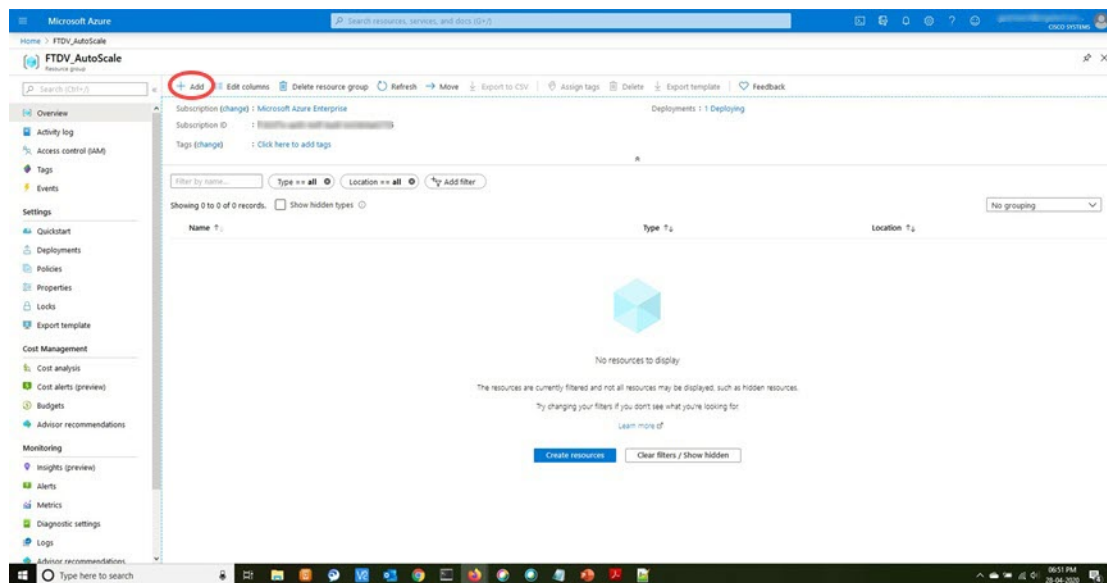 Microsoft Azure
Search resources, services, and docs (G+/)
CISCO SYSTEMS
Home > FTDV_AutoScale
FTDV_AutoScale
Resource group
Search (Ctrl+/)
Add
Edit columns
Delete resource group
Refresh
Move
Export to CSV
Assign tags
Delete
Export template
Feedback
Overview
Activity log
Access control (IAM)
Tags
Events
Settings
Quickstart
Deployments
Policies
Properties
Locks
Export template
Cost Management
Cost analysis
Cost alerts (preview)
Budgets
Advisor recommendations
Monitoring
Insights (preview)
Alerts
Metrics
Diagnostic settings
Logs
Advisor recommendations
Subscription (change) : Microsoft Azure Enterprise
Deployments : 1 Deploying
Subscription ID :
Tags (change) : Click here to add tags
Filter by name...
Type == all
Location == all
Add filter
Showing 0 to 0 of 0 records.
Show hidden types
No grouping
Name
Type
Location
No resources to display
The resources are currently filtered and not all resources may be displayed, such as hidden resources.
Try changing your filters if you don't see what you're looking for.
Learn more
Create resources
Clear filters / Show hidden
Type here to search
06:51 PM
28-04-2020